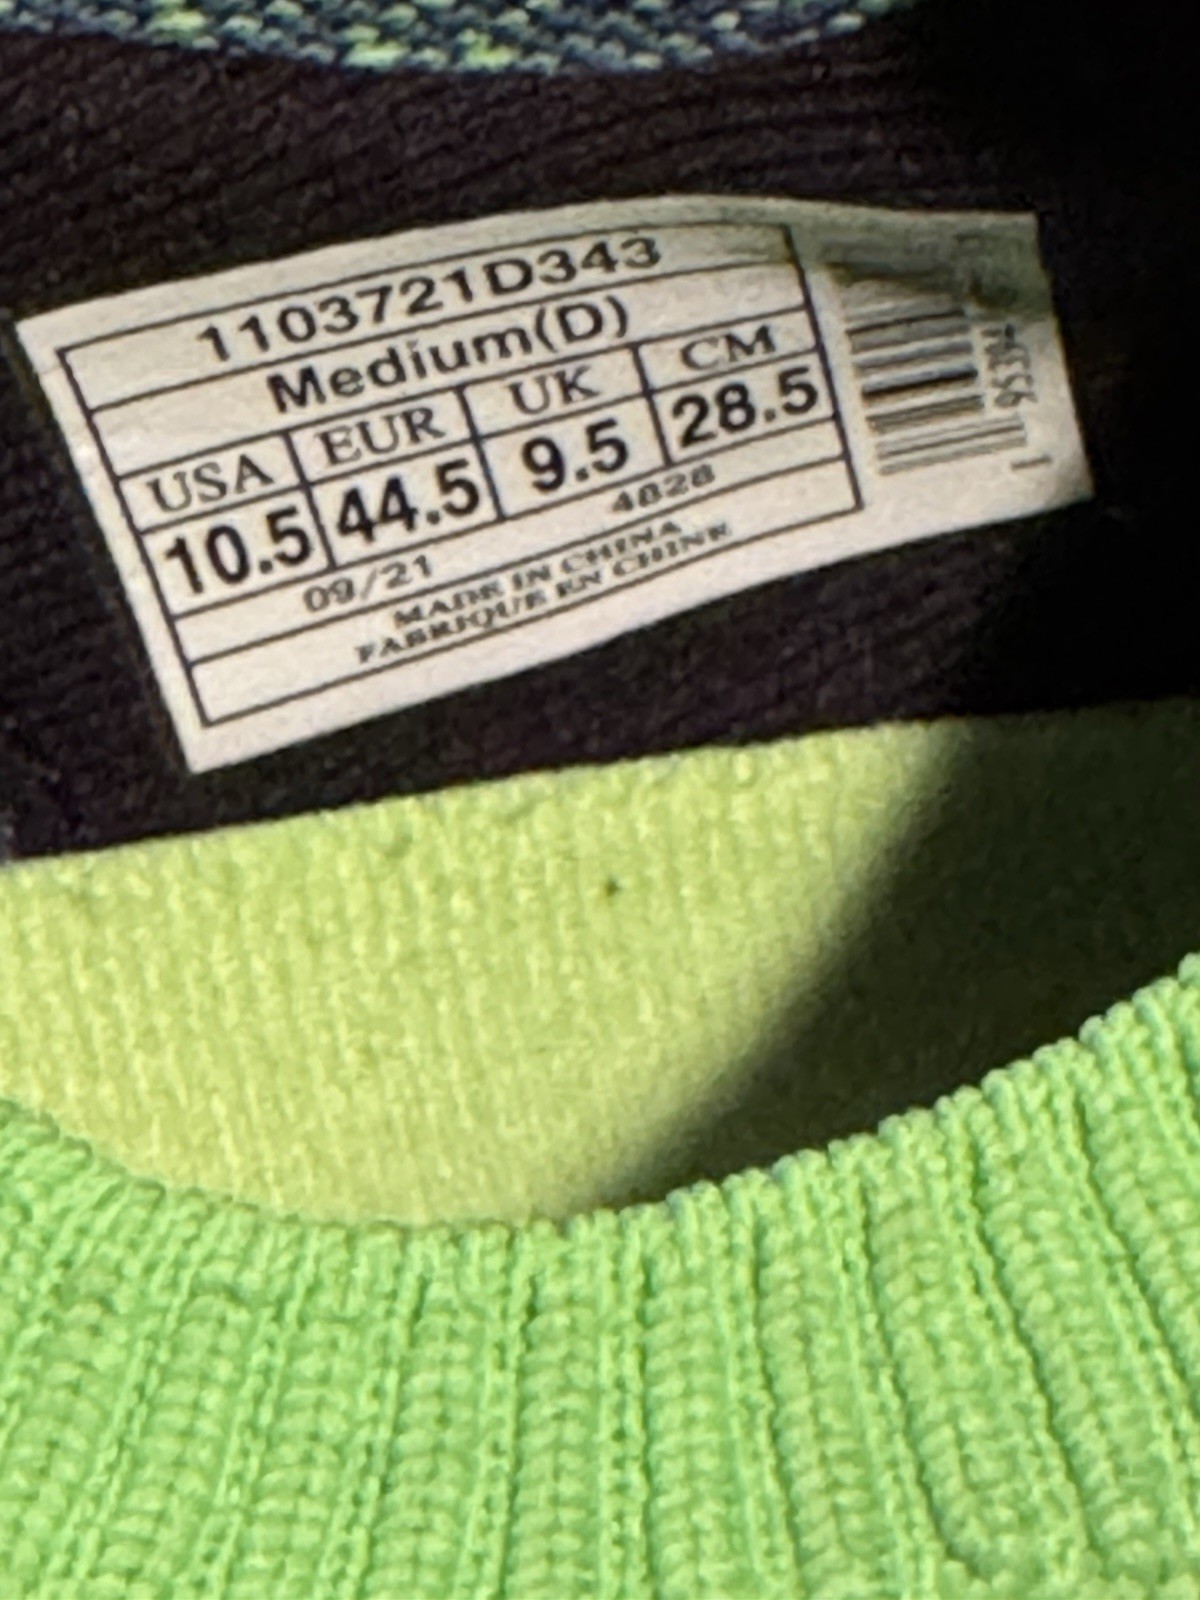 1103721D343
Medium(D)
USA EUR UK CM
10.5 44.5 9.5 28.5
09/21 4828
MADE IN CHINA
FABRIQUE EN CHINE